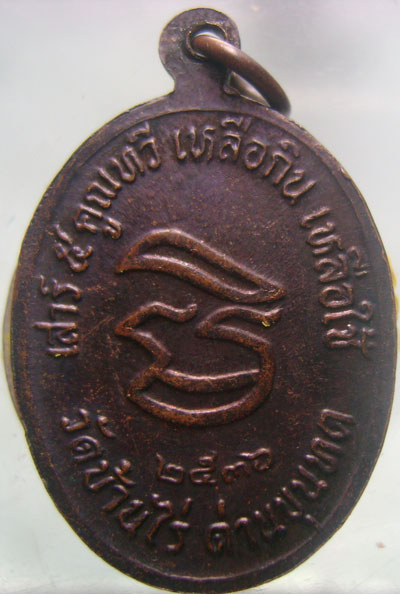 เสาร์ ๕ คูณทวี เหลือกิน เหลือใช้
๒๕๓๖
วัดบ้านไร่ ด่านขุนทด